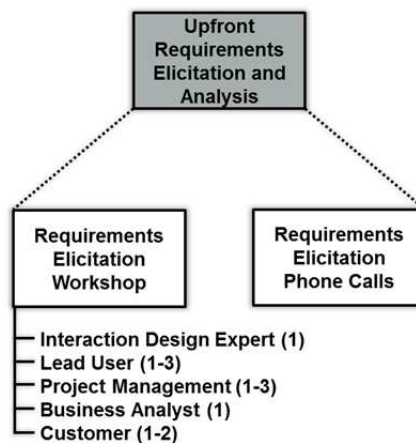 Upfront
Requirements
Elicitation and
Analysis
Requirements
Elicitation
Workshop
Requirements
Elicitation
Phone Calls
Interaction Design Expert (1)
Lead User (1-3)
Project Management (1-3)
Business Analyst (1)
Customer (1-2)